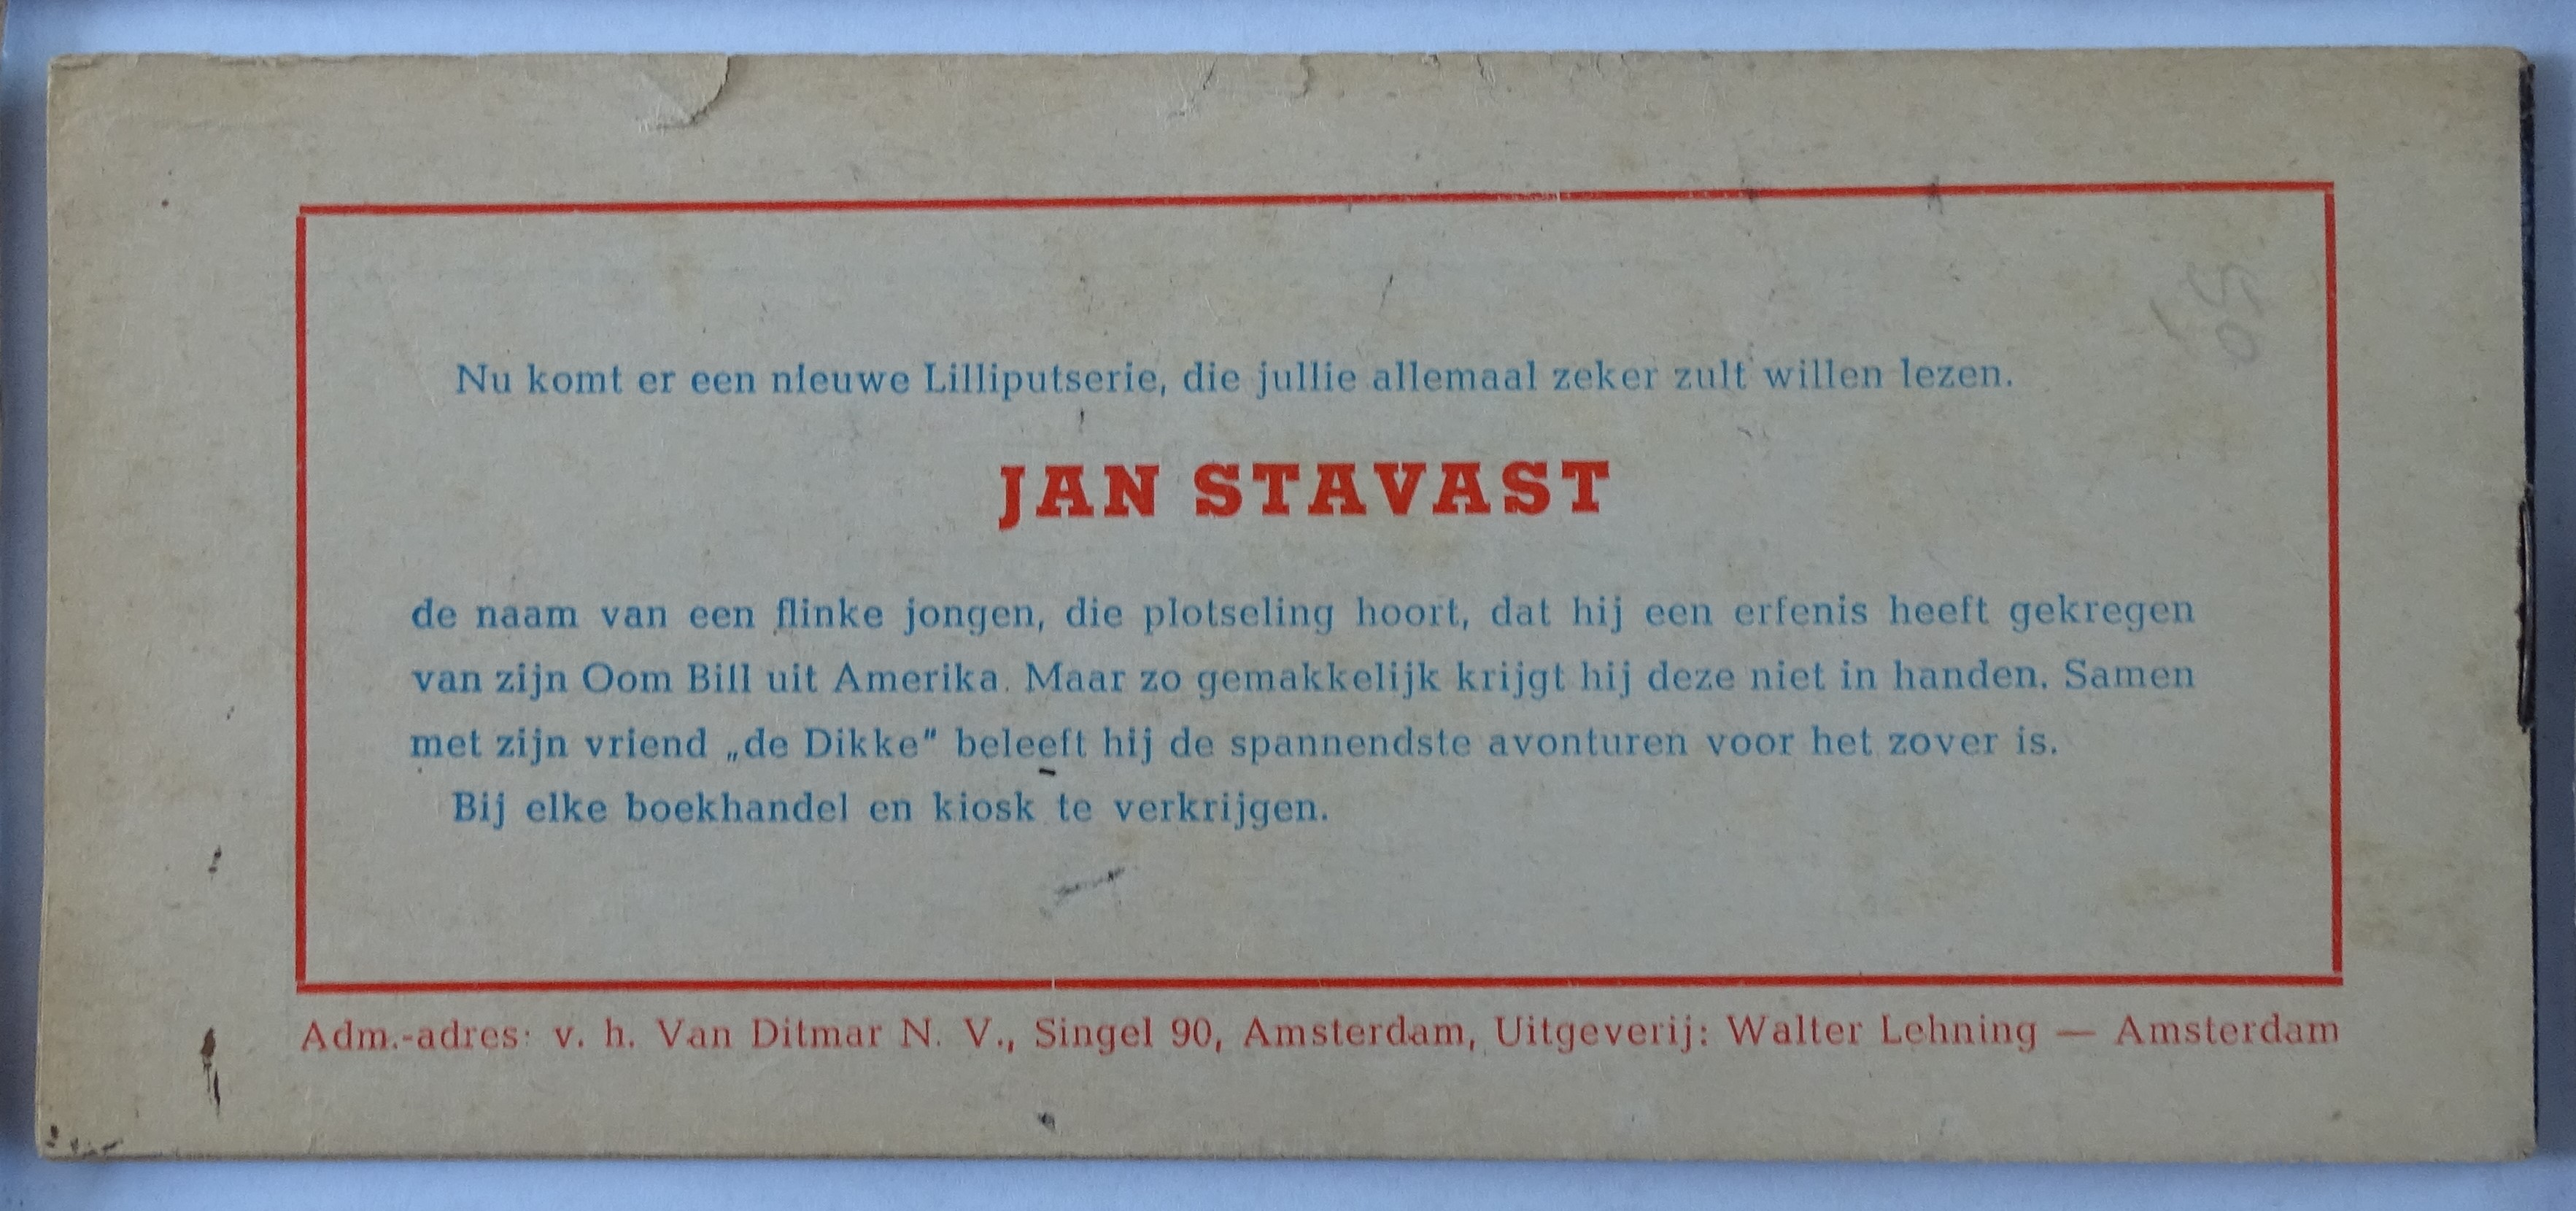 Nu komt er een nieuwe Lilliputserie, die jullie allemaal zeker zult willen lezen.
JAN STAVAST
de naam van een flinke jongen, die plotseling hoort, dat hij een erfenis heeft gekregen
van zijn Oom Bill uit Amerika. Maar zo gemakkelijk krijgt hij deze niet in handen. Samen
met zijn vriend „de Dikke" beleeft hij de spannendste avonturen voor het zover is.
Bij elke boekhandel en kiosk te verkrijgen.
Adm.-adres: v. h. Van Ditmar N. V., Singel 90, Amsterdam, Uitgeverij: Walter Lehning — Amsterdam